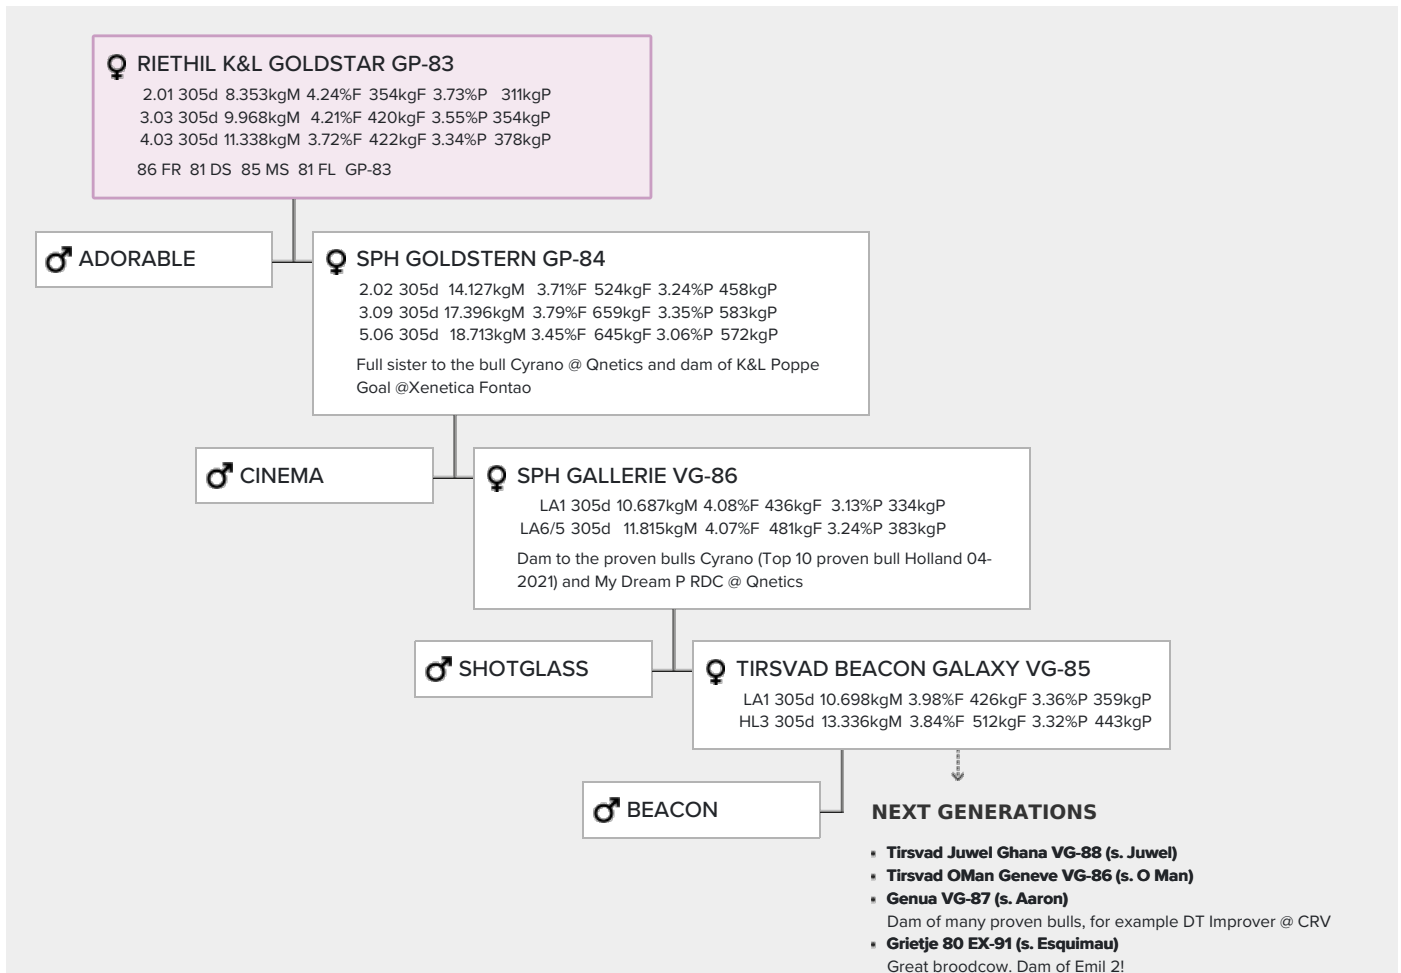 RIETHIL K&L GOLDSTAR GP-83
2.01 305d 8.353kgM 4.24%F 354kgF 3.73%P 311kgP
3.03 305d 9.968kgM 4.21%F 420kgF 3.55%P 354kgP
4.03 305d 11.338kgM 3.72%F 422kgF 3.34%P 378kgP
86 FR 81 DS 85 MS 81 FL GP-83
ADORABLE
SPH GOLDSTERN GP-84
2.02 305d 14.127kgM 3.71%F 524kgF 3.24%P 458kgP
3.09 305d 17.396kgM 3.79%F 659kgF 3.35%P 583kgP
5.06 305d 18.713kgM 3.45%F 645kgF 3.06%P 572kgP
Full sister to the bull Cyrano @ Qnetics and dam of K&L Poppe
Goal @Xenetica Fontao
CINEMA
SPH GALLERIE VG-86
LA1 305d 10.687kgM 4.08%F 436kgF 3.13%P 334kgP
LA6/5 305d 11.815kgM 4.07%F 481kgF 3.24%P 383kgP
Dam to the proven bulls Cyrano (Top 10 proven bull Holland 04-
2021) and My Dream P RDC @ Qnetics
SHOTGLASS
TIRSVAD BEACON GALAXY VG-85
LA1 305d 10.698kgM 3.98%F 426kgF 3.36%P 359kgP
HL3 305d 13.336kgM 3.84%F 512kgF 3.32%P 443kgP
BEACON
NEXT GENERATIONS
Tirsvad Juwel Ghana VG-88 (s. Juwel)
Tirsvad OMan Geneve VG-86 (s. O Man)
Genua VG-87 (s. Aaron)
Dam of many proven bulls, for example DT Improver @ CRV
Grietje 80 EX-91 (s. Esquimau)
Great broodcow. Dam of Emil 2!